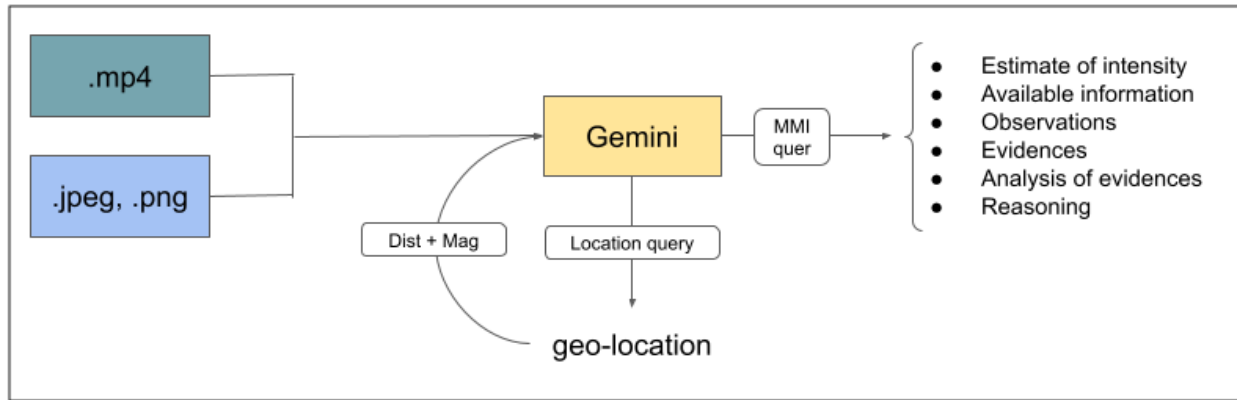 .mp4
.jpeg, .png
Dist + Mag
Gemini
Location query
geo-location
MMI
quer
● Estimate of intensity
● Available information
● Observations
● Evidences
● Analysis of evidences
● Reasoning